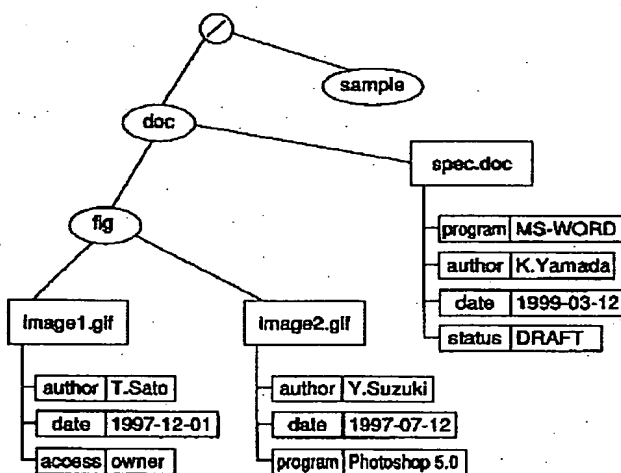 /
sample
doc
spec.doc
program MS-WORD
author K.Yamada
date 1999-03-12
status DRAFT
fig
image1.gif
image2.gif
author T.Sato
date 1997-12-01
access owner
author Y.Suzuki
date 1997-07-12
program Photoshop 5.0